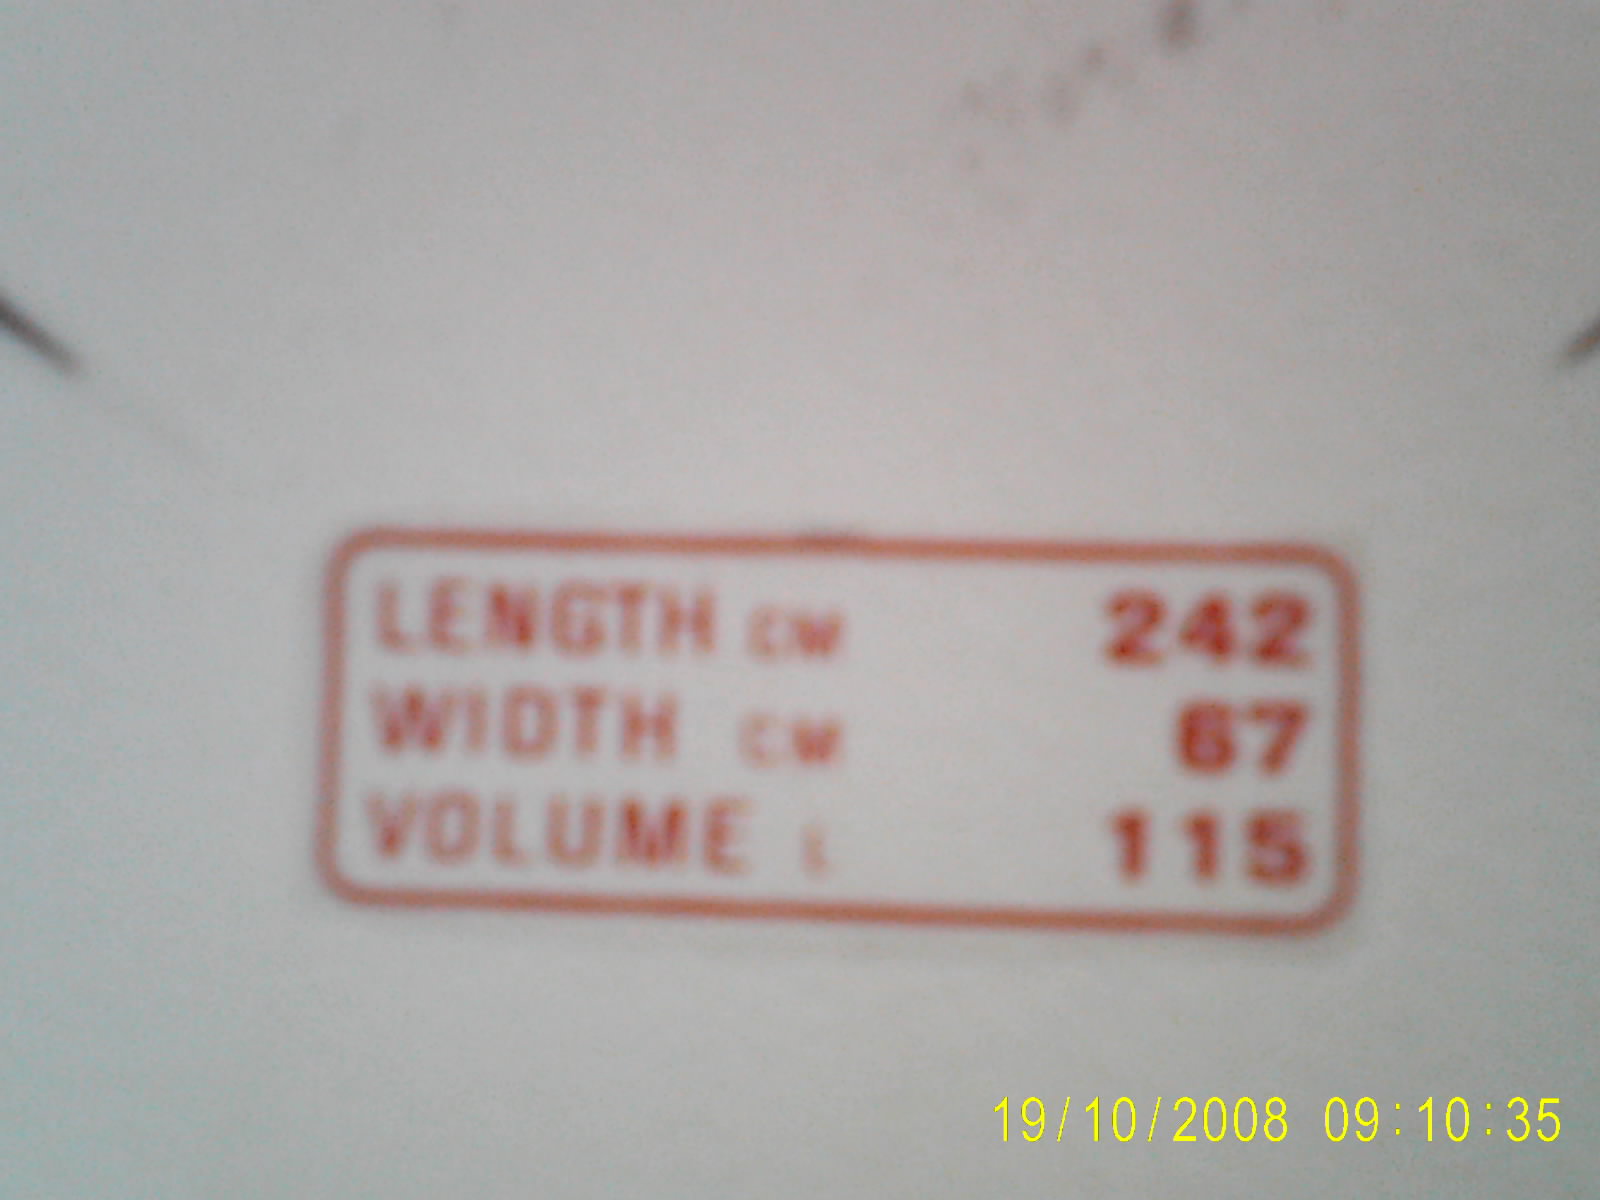 LENGTH CM 242
WIDTH CM 67
VOLUME L 115
19/10/2008 09:10:35